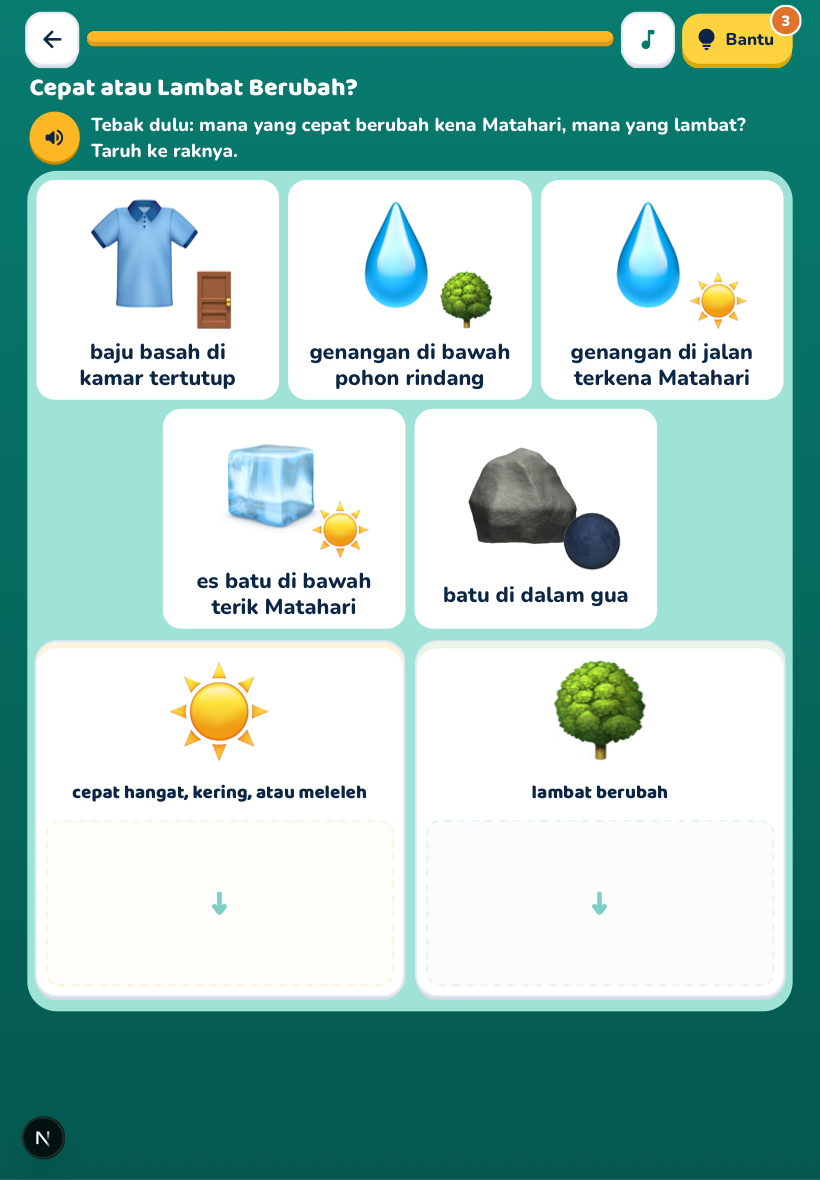 3
Bantu
Cepat atau Lambat Berubah?
Tebak dulu: mana yang cepat berubah kena Matahari, mana yang lambat?
Taruh ke raknya.
baju basah di
kamar tertutup
genangan di bawah
pohon rindang
genangan di jalan
terkena Matahari
es batu di bawah
terik Matahari
batu di dalam gua
cepat hangat, kering, atau meleleh
lambat berubah
N